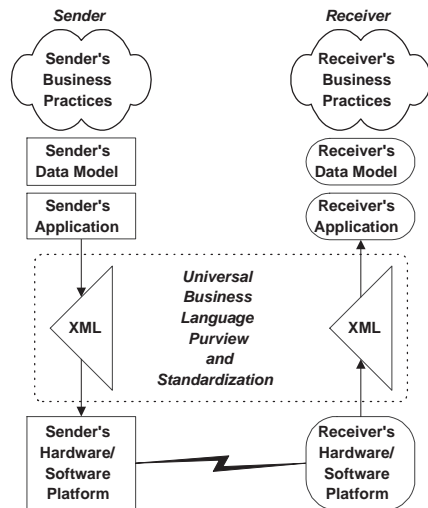 Sender
Receiver
Sender's
Business
Practices
Receiver's
Business
Practices
Sender's
Data Model
Receiver's
Data Model
Sender's
Application
Receiver's
Application
XML
Universal
Business
Language
Purview
and
Standardization
XML
Sender's
Hardware/
Software
Platform
Receiver's
Hardware/
Software
Platform